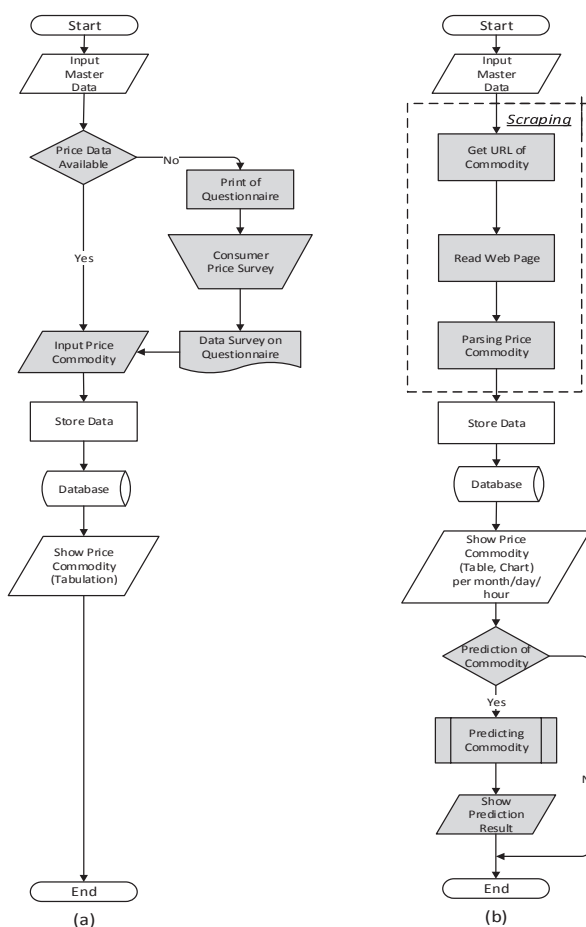 Start
Input
Master
Data
Price Data
Available
No
Print of
Questionnaire
Consumer
Price Survey
Yes
Data Survey on
Questionnaire
Input Price
Commodity
Store Data
Database
Show Price
Commodity
(Tabulation)
End
(a)
Start
Input
Master
Data
Scraping
Get URL of
Commodity
Read Web Page
Parsing Price
Commodity
Store Data
Database
Show Price
Commodity
(Table, Chart)
per month/day/
hour
Prediction of
Commodity
Yes
Predicting
Commodity
Show
Prediction
Result
End
(b)